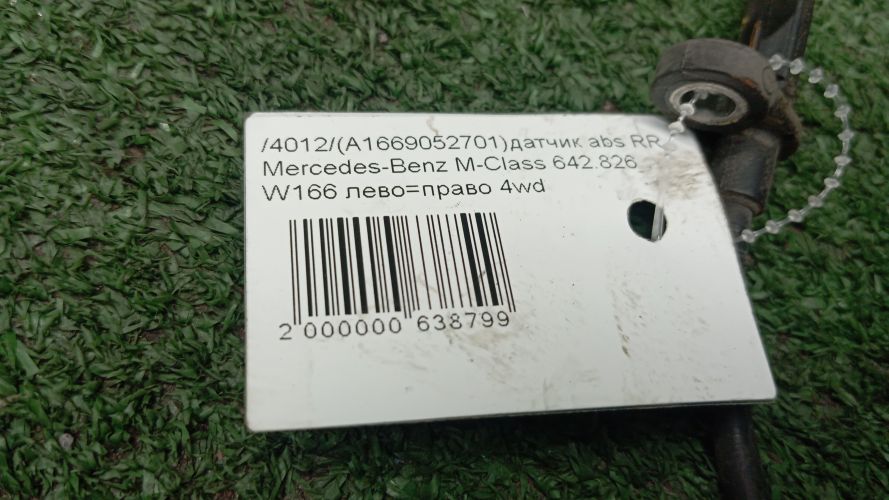 /4012/(A1669052701)датчик abs RR
Mercedes-Benz M-Class 642.826
W166 лево=право 4wd
2 000000 638799